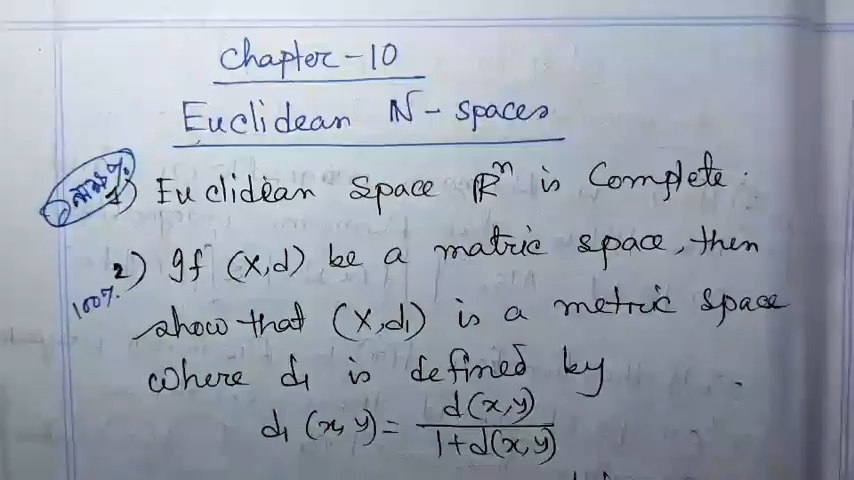 Chapter-10
Euclidean N-spaces
1) Euclidean Space ℝⁿ is Complete.
2) If (X,d) be a matric space, then
100%. show that (X,d₁) is a metric space
where d₁ is defined by
d₁ (x, y) = d(x,y) / 1+d(x,y)